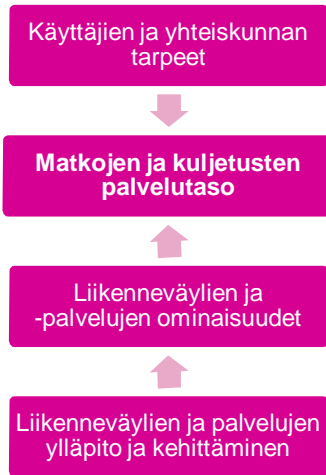 Käyttäjien ja yhteiskunnan
tarpeet
Matkojen ja kuljetusten
palvelutaso
Liikenneväylien ja
-palvelujen ominaisuudet
Liikenneväylien ja palvelujen
ylläpito ja kehittäminen